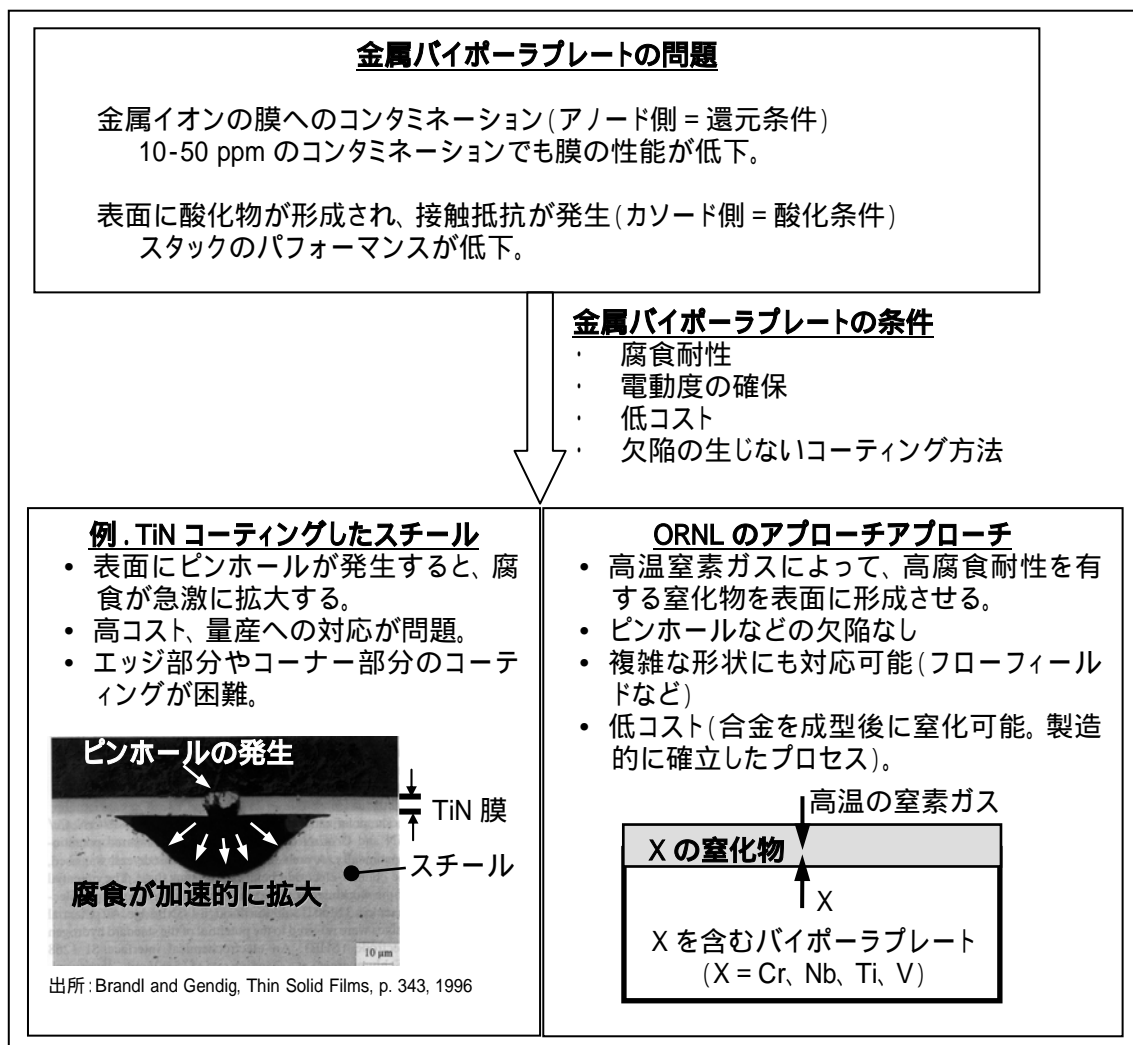 金属バイポーラプレートの問題
金属イオンの膜へのコンタミネーション(アノード側 = 還元条件)
10-50 ppm のコンタミネーションでも膜の性能が低下。
表面に酸化物が形成され、接触抵抗が発生(カソード側 = 酸化条件)
スタックのパフォーマンスが低下。
金属バイポーラプレートの条件
· 腐食耐性
· 電動度の確保
· 低コスト
· 欠陥の生じないコーティング方法
例 . TiN コーティングしたスチール
• 表面にピンホールが発生すると、腐
食が急激に拡大する。
• 高コスト、量産への対応が問題。
• エッジ部分やコーナー部分のコーテ
ィングが困難。
ピンホールの発生
TiN 膜
スチール
腐食が加速的に拡大
10 μm
出所 : Brandl and Gendig, Thin Solid Films, p. 343, 1996
ORNL のアプローチアプローチ
• 高温窒素ガスによって、高腐食耐性を有
する窒化物を表面に形成させる。
• ピンホールなどの欠陥なし
• 複雑な形状にも対応可能(フローフィール
ドなど)
• 低コスト(合金を成型後に窒化可能。製造
的に確立したプロセス)。
高温の窒素ガス
X の窒化物
X
X を含むバイポーラプレート
(X = Cr、Nb、Ti、V)